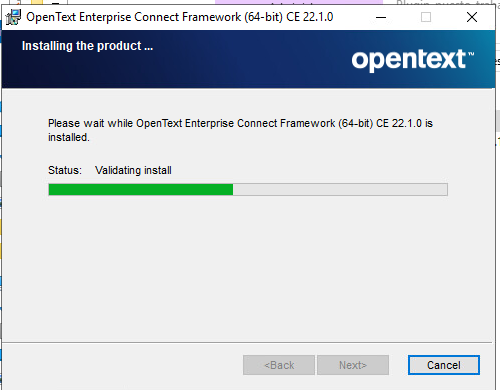 OpenText Enterprise Connect Framework (64-bit) CE 22.1.0
Installing the product ...
opentext™
Please wait while OpenText Enterprise Connect Framework (64-bit) CE 22.1.0 is
installed.
Status: Validating install
<Back Next> Cancel